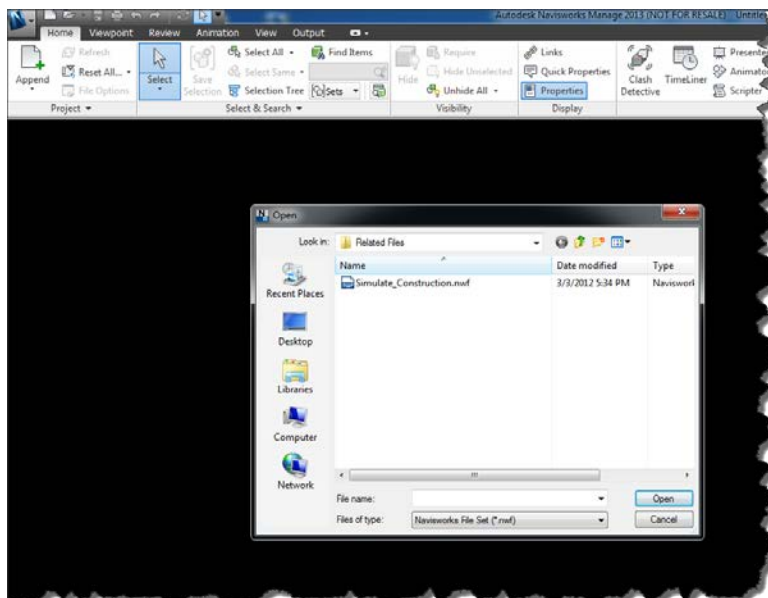 Autodesk Navisworks Manage 2013 (NOT FOR RESALE) Untitle
Home Viewpoint Review Animation View Output
Append
Refresh
Reset All...
File Options
Project
Select
Save Selection
Select All
Select Same
Selection Tree
Find Items
Sets
Select & Search
Hide
Require
Hide Unselected
Unhide All
Visibility
Links
Quick Properties
Properties
Display
Clash Detective
TimeLiner
Presente
Animato
Scripter
Open
Look in: Related Files
Name Date modified Type
Simulate_Construction.nwf 3/3/2012 5:34 PM Naviswork
Recent Places
Desktop
Libraries
Computer
Network
File name: Open
Files of type: Navisworks File Set (*.nwf) Cancel